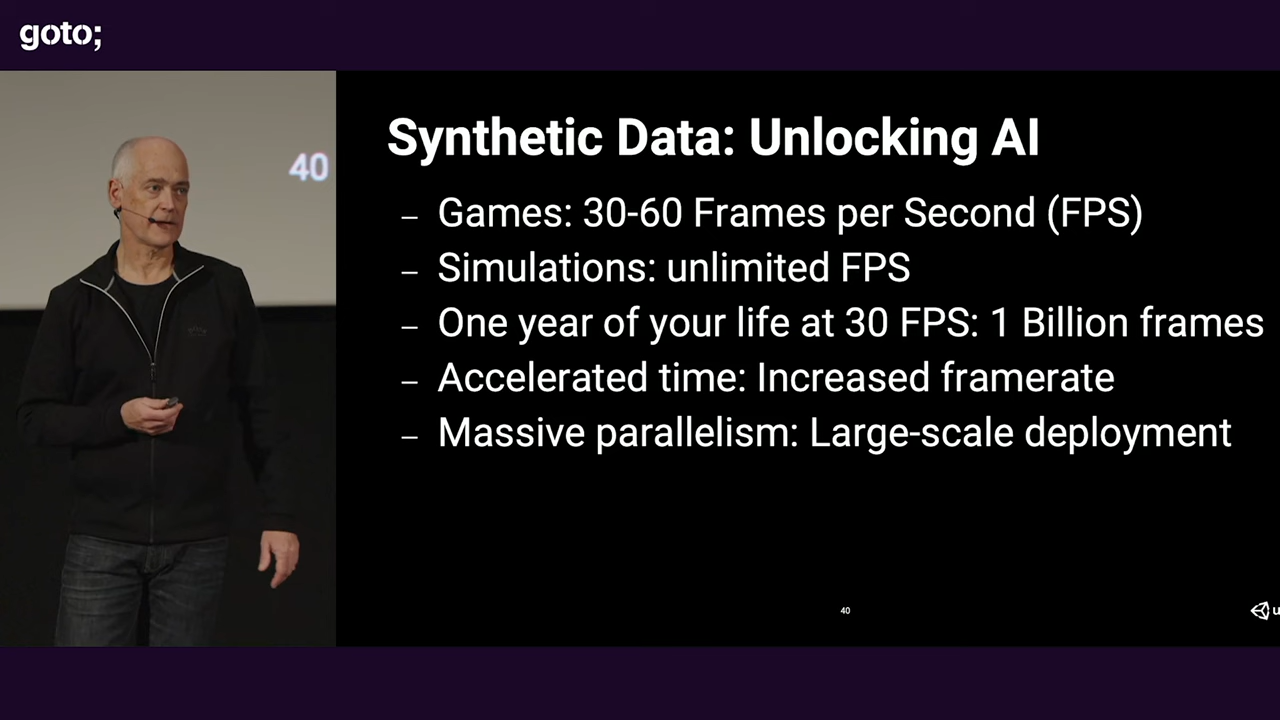 goto;
40
Synthetic Data: Unlocking AI
– Games: 30-60 Frames per Second (FPS)
– Simulations: unlimited FPS
– One year of your life at 30 FPS: 1 Billion frames
– Accelerated time: Increased framerate
– Massive parallelism: Large-scale deployment
40
u